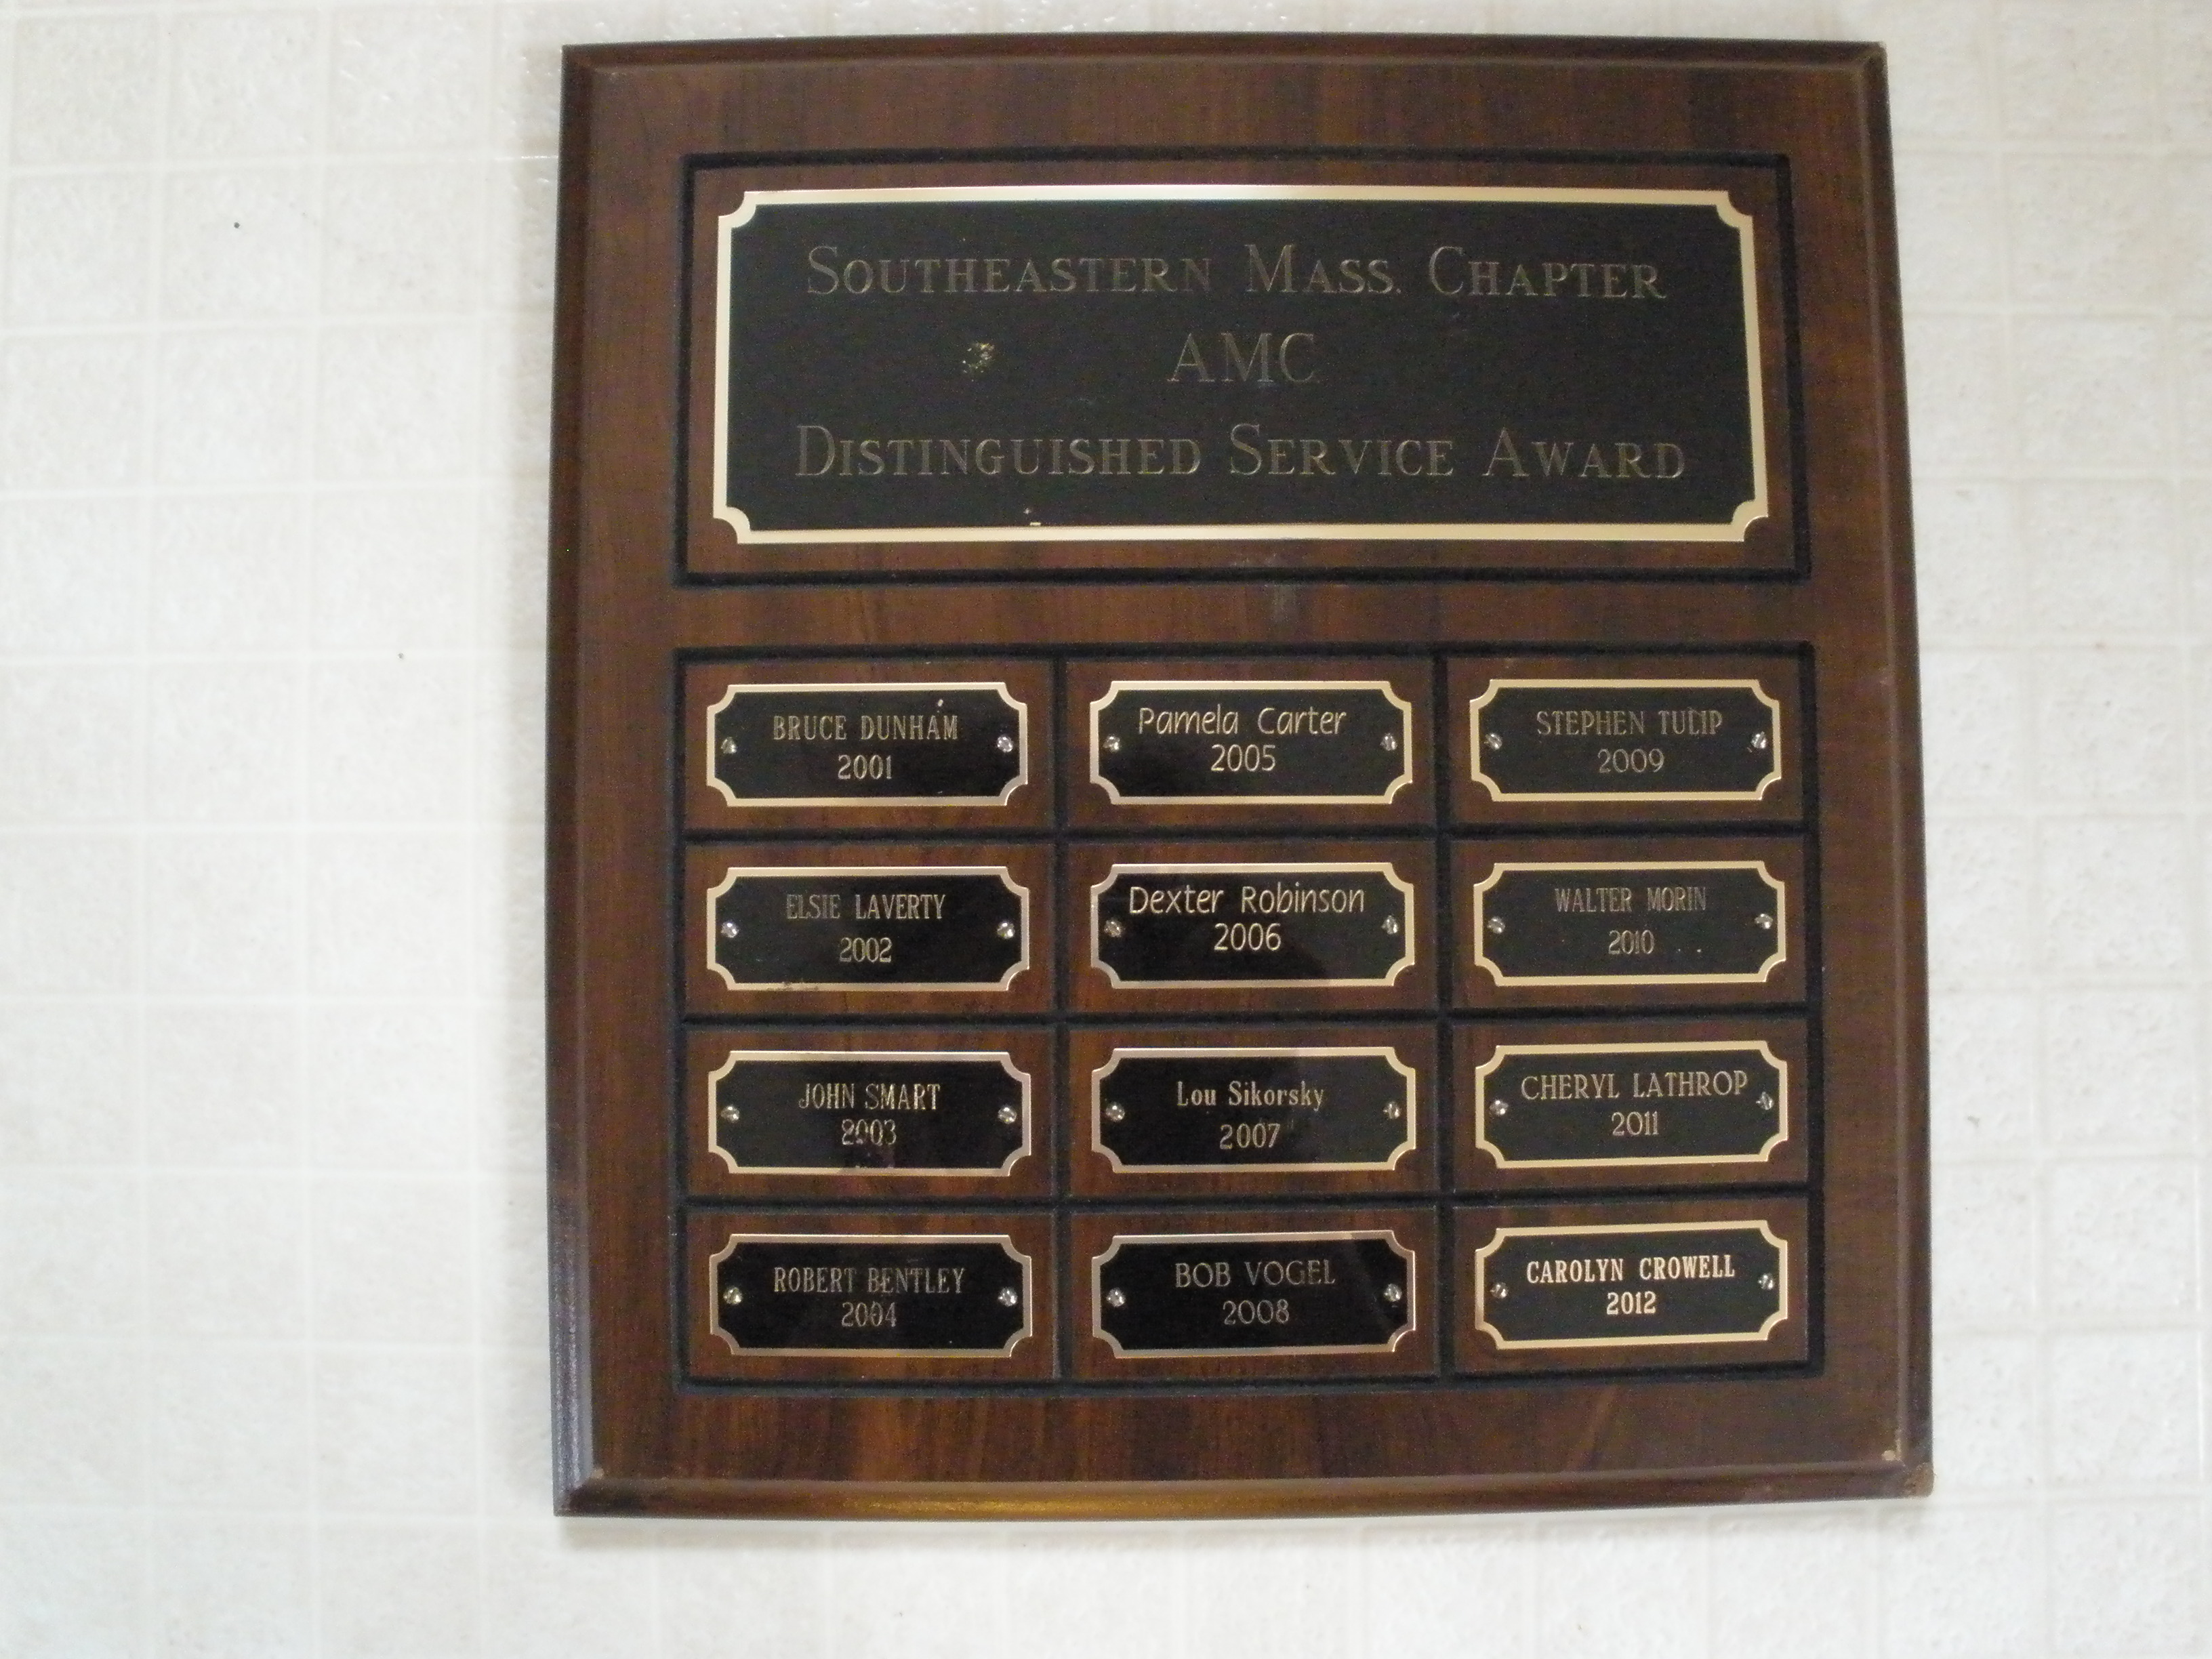 SOUTHEASTERN MASS. CHAPTER
AMC
DISTINGUISHED SERVICE AWARD
BRUCE DUNHAM
2001
ELSIE LAVERTY
2002
JOHN SMART
2003
ROBERT BENTLEY
2004
Pamela Carter
2005
Dexter Robinson
2006
Lou Sikorsky
2007
BOB VOGEL
2008
STEPHEN TULIP
2009
WALTER MORIN
2010
CHERYL LATHROP
2011
CAROLYN CROWELL
2012